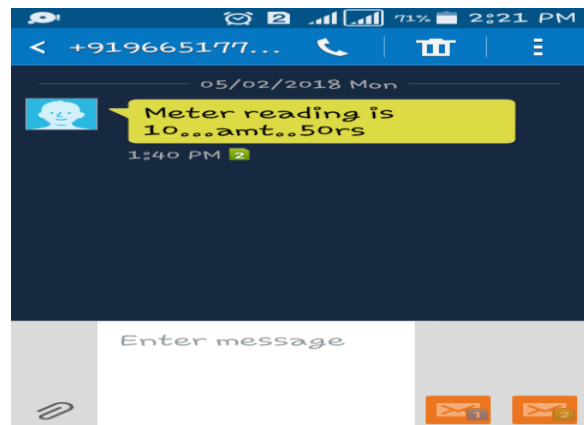 2 71% 2:21 PM
< +919665177...
05/02/2018 Mon
Meter reading is
10...amt..50rs
1:40 PM 2
Enter message
1 2